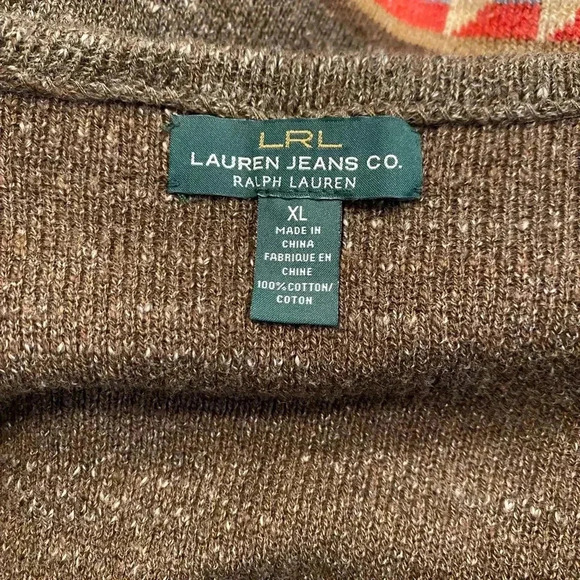 LRL
LAUREN JEANS CO.
RALPH LAUREN
XL
MADE IN
CHINA
FABRIQUE EN
CHINE
100% COTTON/
COTON